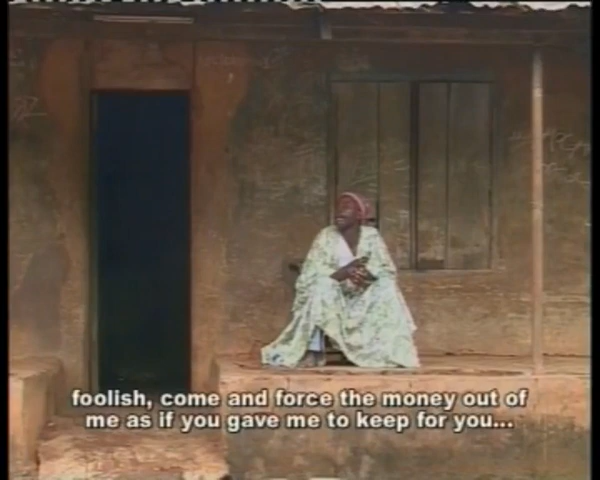 foolish, come and force the money out of
me as if you gave me to keep for you...